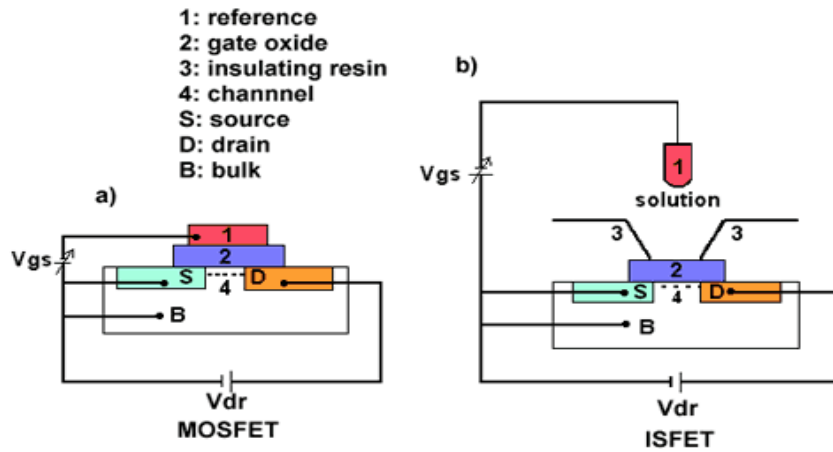 1: reference
2: gate oxide
3: insulating resin
4: channnel
S: source
D: drain
B: bulk
a)
Vgs
1
2
S
D
4
B
Vdr
MOSFET
b)
Vgs
1
solution
3
3
2
S
D
4
B
Vdr
ISFET